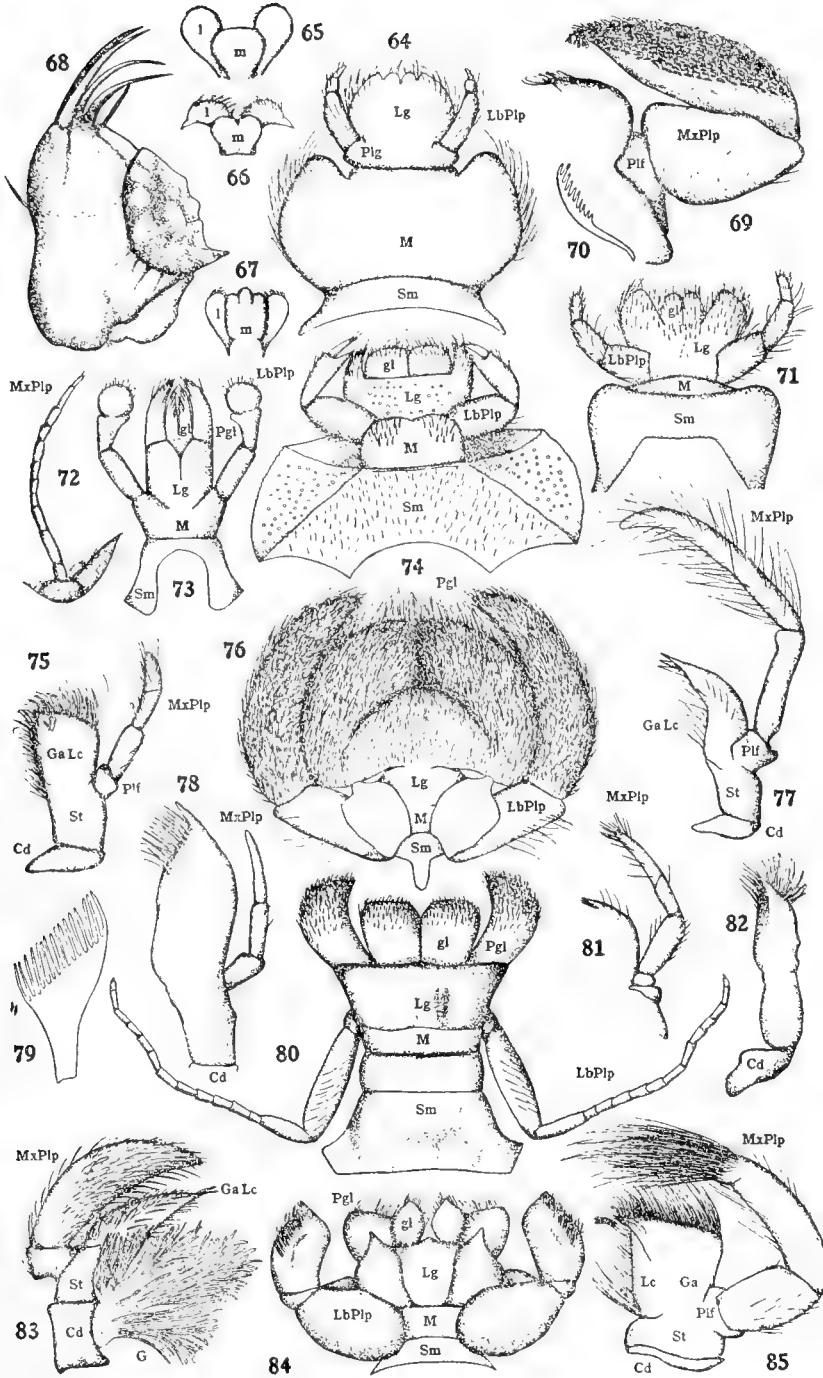 68
l
m
65
64
Lg
LbPlp
Plg
M
Sm
l
m
66
67
l
m
69
MxPlp
Plf
70
MxPlp
72
LbPlp
gl
Pgl
Lg
M
Sm
73
gl
Lg
LbPlp
M
Sm
74
gl
LbPlp
Lg
M
Sm
71
MxPlp
Ga Lc
Plf
St
77
Cd
75
MxPlp
Ga Lc
Plf
St
Cd
76
Pgl
Lg
M
Sm
LbPlp
78
MxPlp
Cd
79
80
gl
Pgl
Lg
M
Sm
LbPlp
MxPlp
81
82
Cd
MxPlp
Ga Lc
St
Cd
G
83
Pgl
gl
Lg
LbPlp
M
Sm
84
MxPlp
Lc
Ga
Plf
St
Cd
85